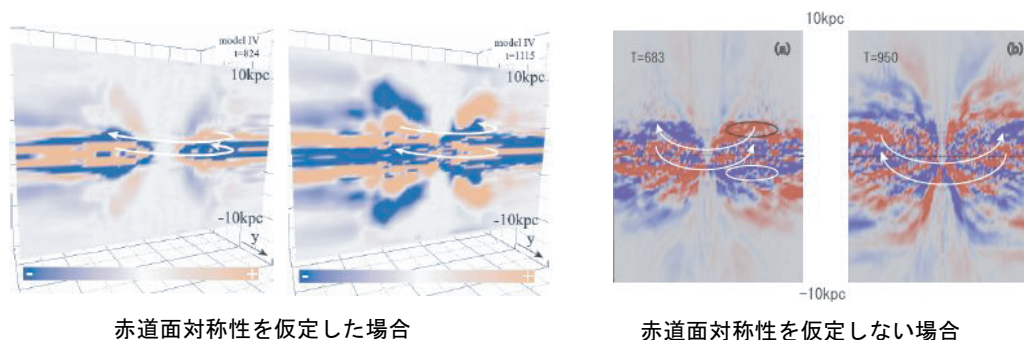 model IV
t=824
10kpc
-10kpc
y
- +
model IV
t=1115
10kpc
-10kpc
y
- +
赤道面対称性を仮定した場合
10kpc
(a)
T=683
(b)
T=950
-10kpc
赤道面対称性を仮定しない場合